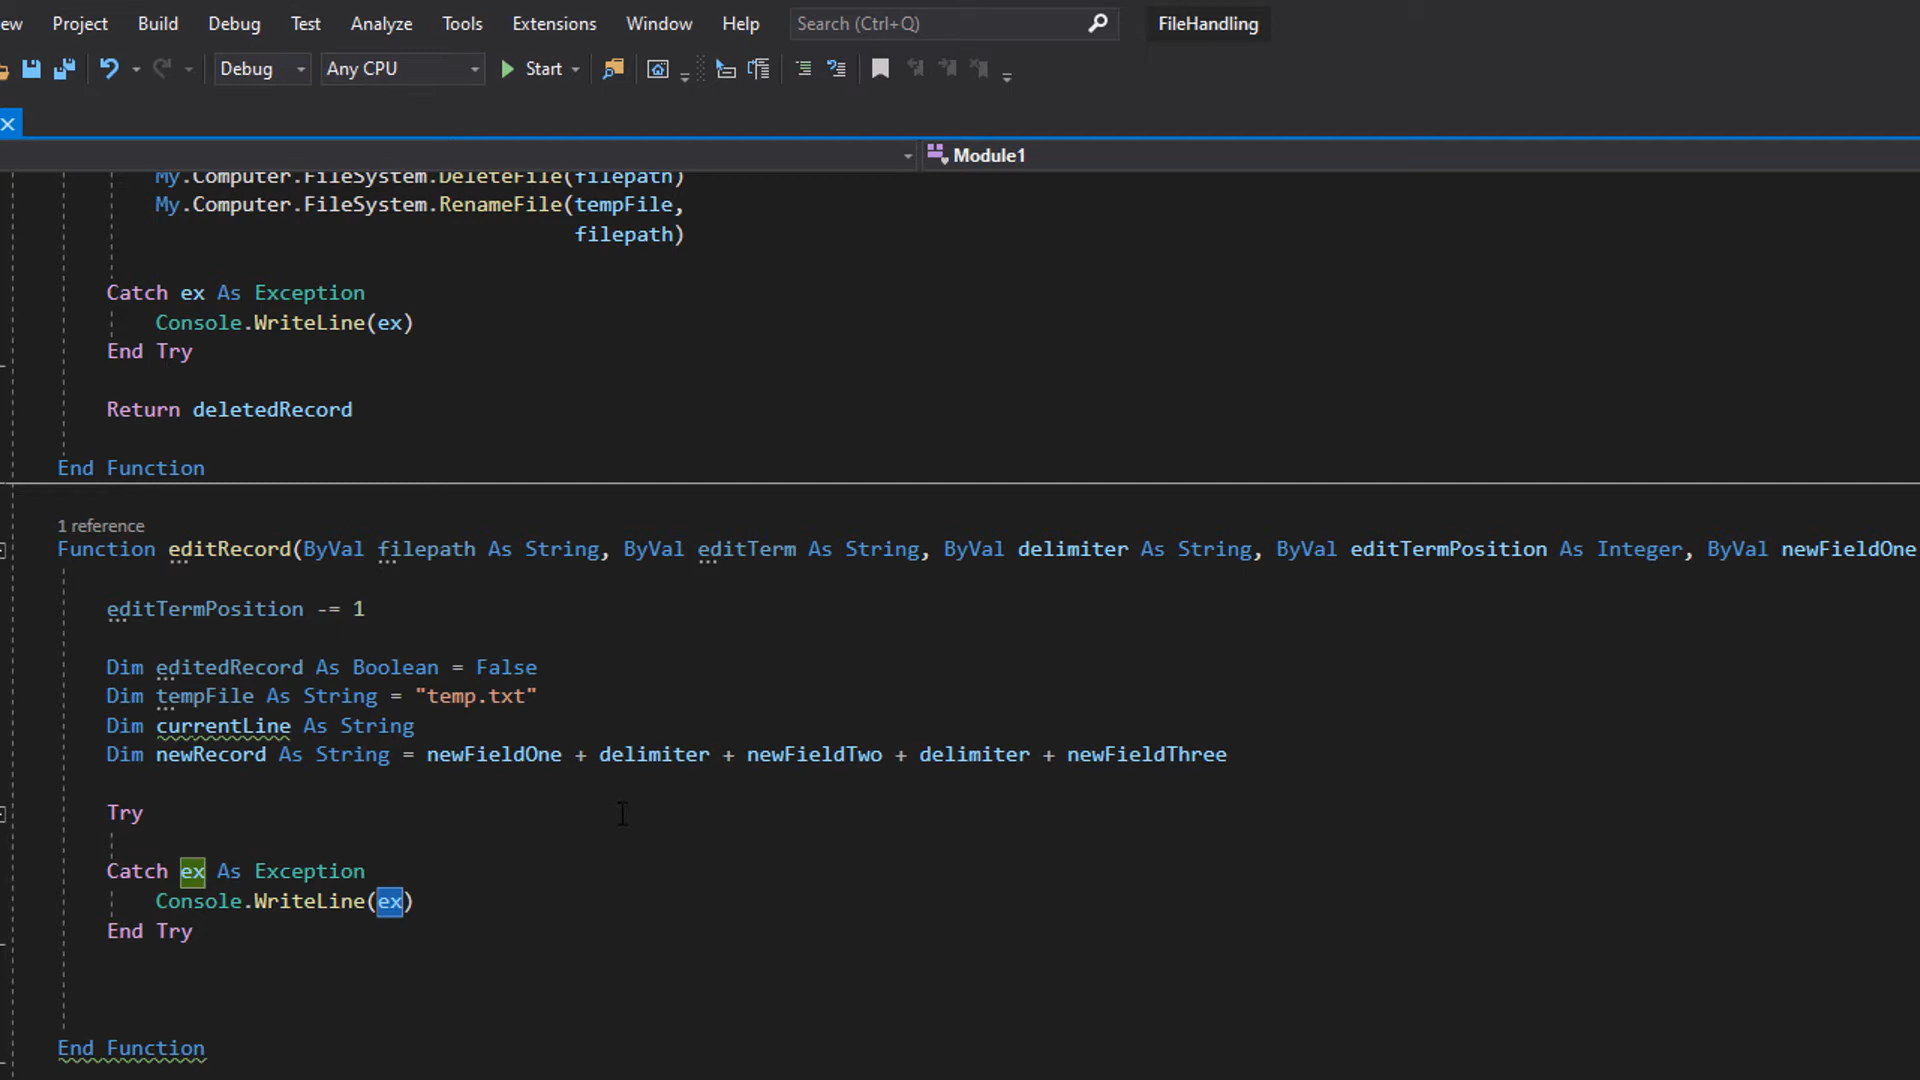 ew Project Build Debug Test Analyze Tools Extensions Window Help Search (Ctrl+Q) FileHandling
Debug Any CPU Start
Module1
My.Computer.FileSystem.DeleteFile(filepath)
My.Computer.FileSystem.RenameFile(tempFile,
filepath)
Catch ex As Exception
Console.WriteLine(ex)
End Try
Return deletedRecord
End Function
1 reference
Function editRecord(ByVal filepath As String, ByVal editTerm As String, ByVal delimiter As String, ByVal editTermPosition As Integer, ByVal newFieldOne
editTermPosition -= 1
Dim editedRecord As Boolean = False
Dim tempFile As String = "temp.txt"
Dim currentLine As String
Dim newRecord As String = newFieldOne + delimiter + newFieldTwo + delimiter + newFieldThree
Try
Catch ex As Exception
Console.WriteLine(ex)
End Try
End Function